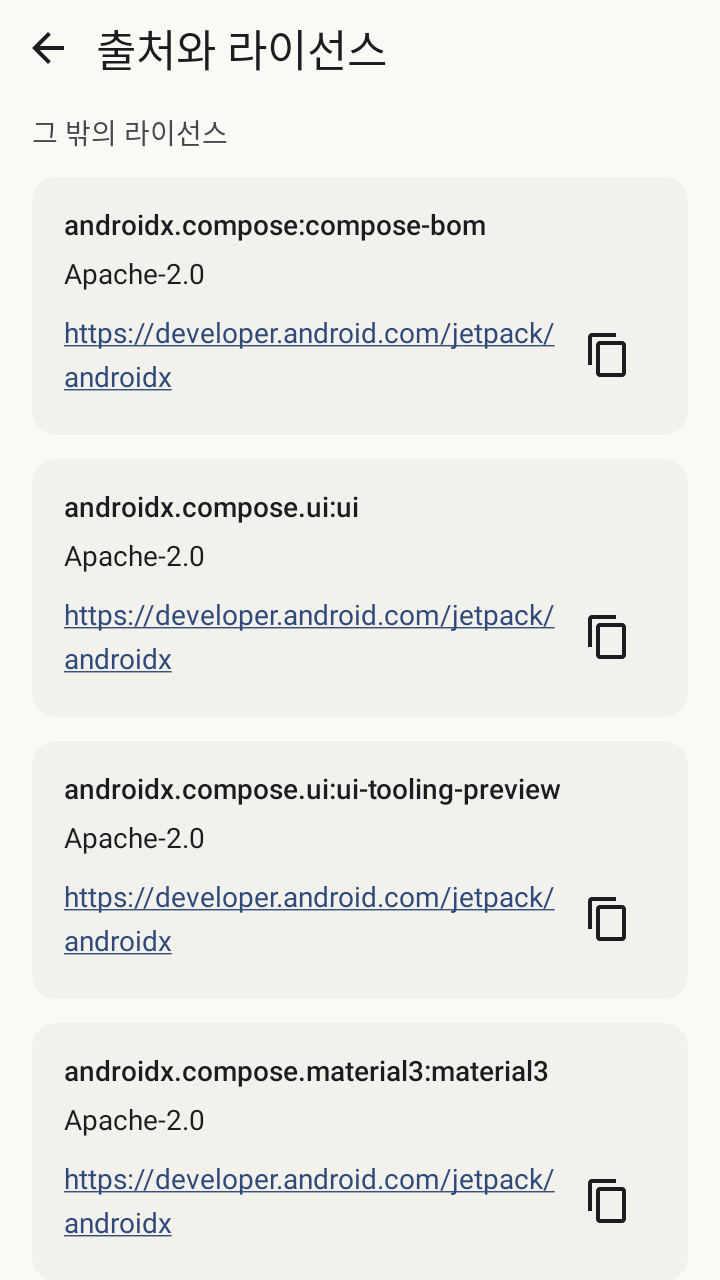 출처와 라이선스
그 밖의 라이선스
androidx.compose:compose-bom
Apache-2.0
https://developer.android.com/jetpack/
androidx
androidx.compose.ui:ui
Apache-2.0
https://developer.android.com/jetpack/
androidx
androidx.compose.ui:ui-tooling-preview
Apache-2.0
https://developer.android.com/jetpack/
androidx
androidx.compose.material3:material3
Apache-2.0
https://developer.android.com/jetpack/
androidx